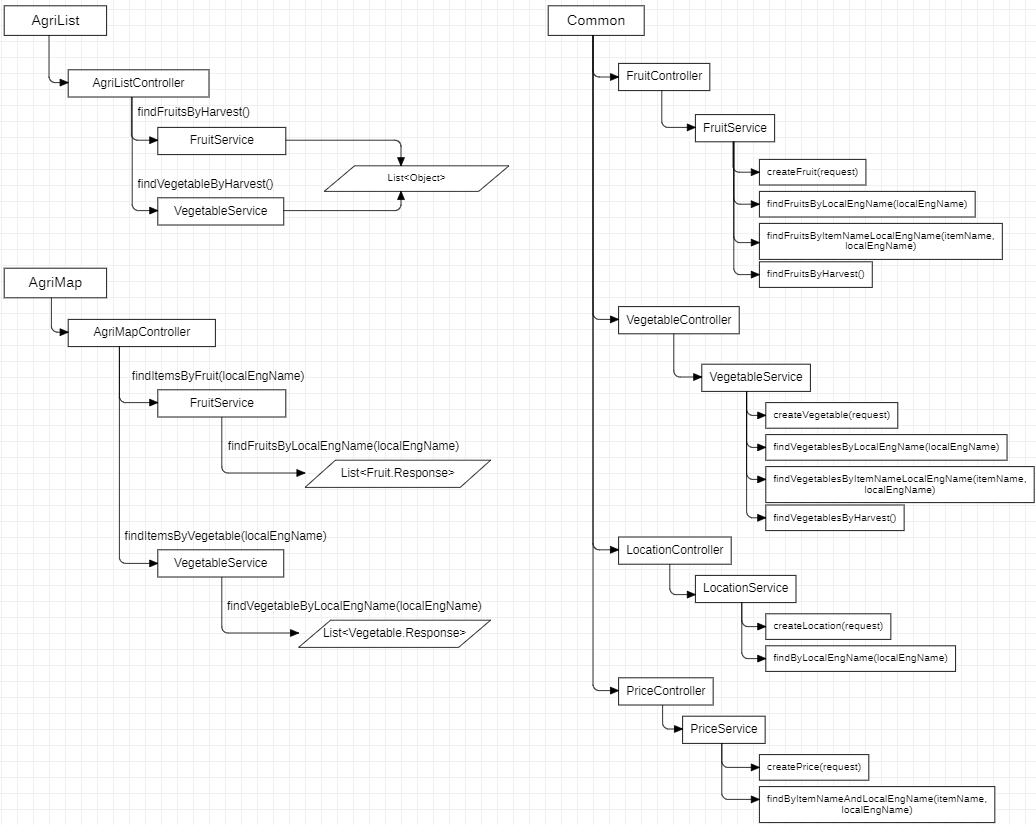 AgriList
AgriListController
findFruitsByHarvest()
FruitService
List<Object>
findVegetableByHarvest()
VegetableService
AgriMap
AgriMapController
findItemsByFruit(localEngName)
FruitService
findFruitsByLocalEngName(localEngName)
List<Fruit.Response>
findItemsByVegetable(localEngName)
VegetableService
findVegetableByLocalEngName(localEngName)
List<Vegetable.Response>
Common
FruitController
FruitService
createFruit(request)
findFruitsByLocalEngName(localEngName)
findFruitsByItemNameLocalEngName(itemName,
localEngName)
findFruitsByHarvest()
VegetableController
VegetableService
createVegetable(request)
findVegetablesByLocalEngName(localEngName)
findVegetablesByItemNameLocalEngName(itemName,
localEngName)
findVegetablesByHarvest()
LocationController
LocationService
createLocation(request)
findByLocalEngName(localEngName)
PriceController
PriceService
createPrice(request)
findByItemNameAndLocalEngName(itemName,
localEngName)